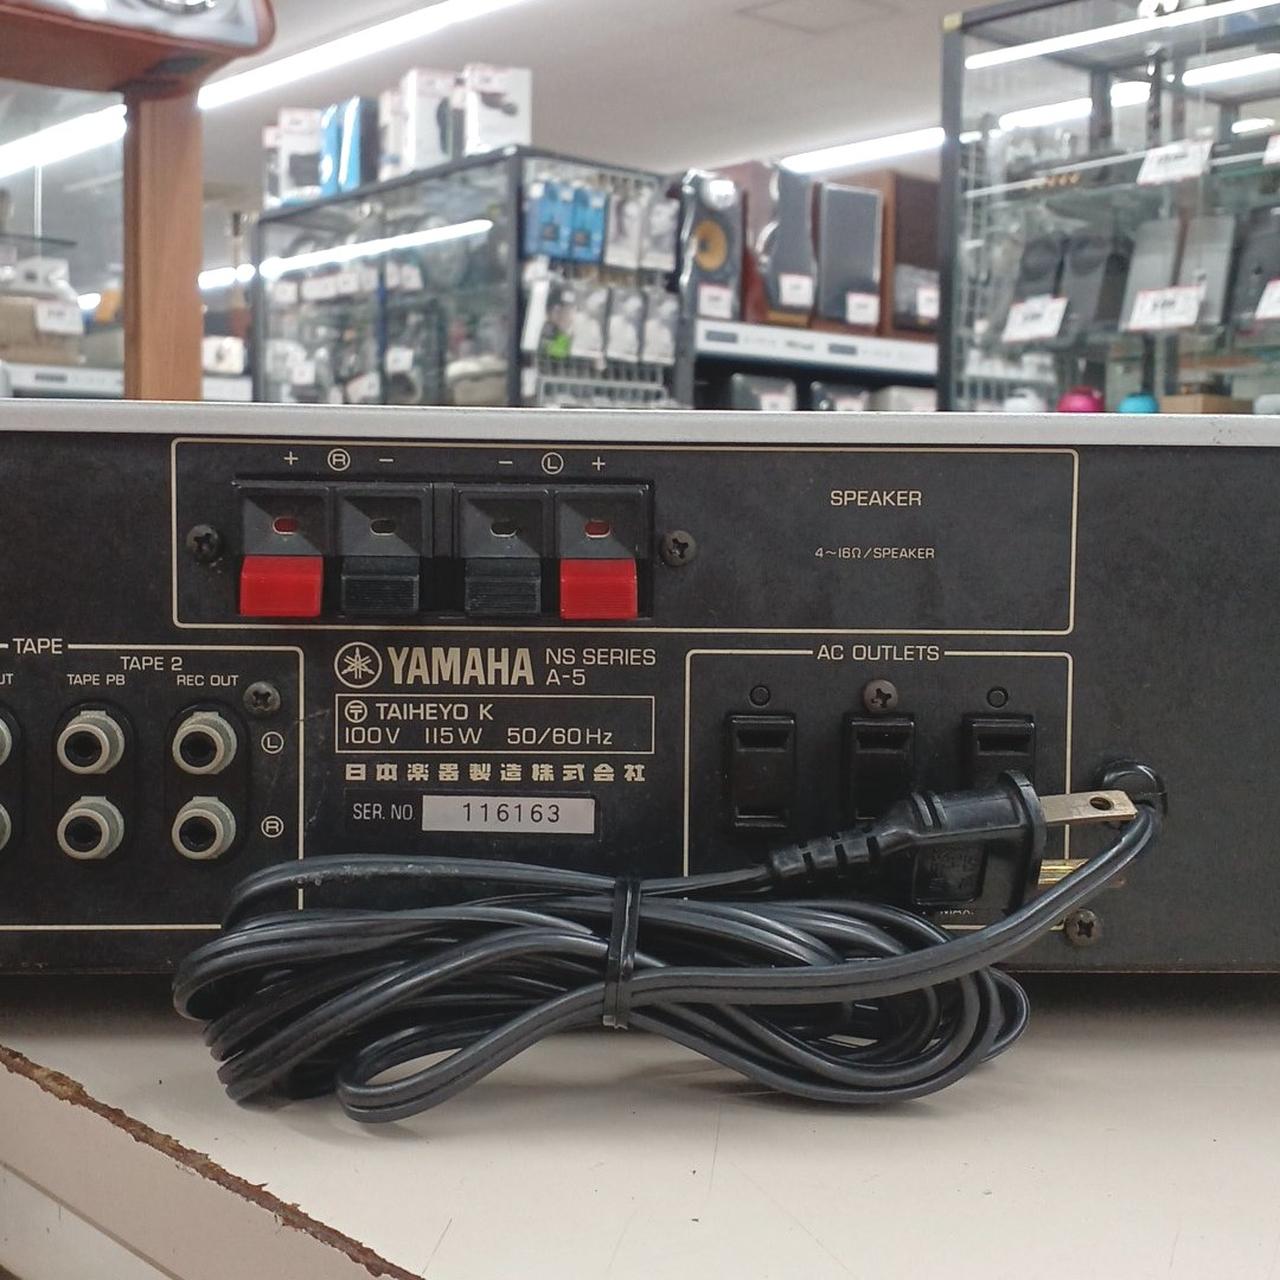 + R − − L +
SPEAKER
4~16Ω/SPEAKER
TAPE
TAPE 2
UT TAPE PB REC OUT
L
R
YAMAHA NS SERIES
A-5
〒 TAIHEYO K
100V 115W 50/60Hz
日本楽器製造株式会社
SER. NO. 116163
AC OUTLETS
MAX.